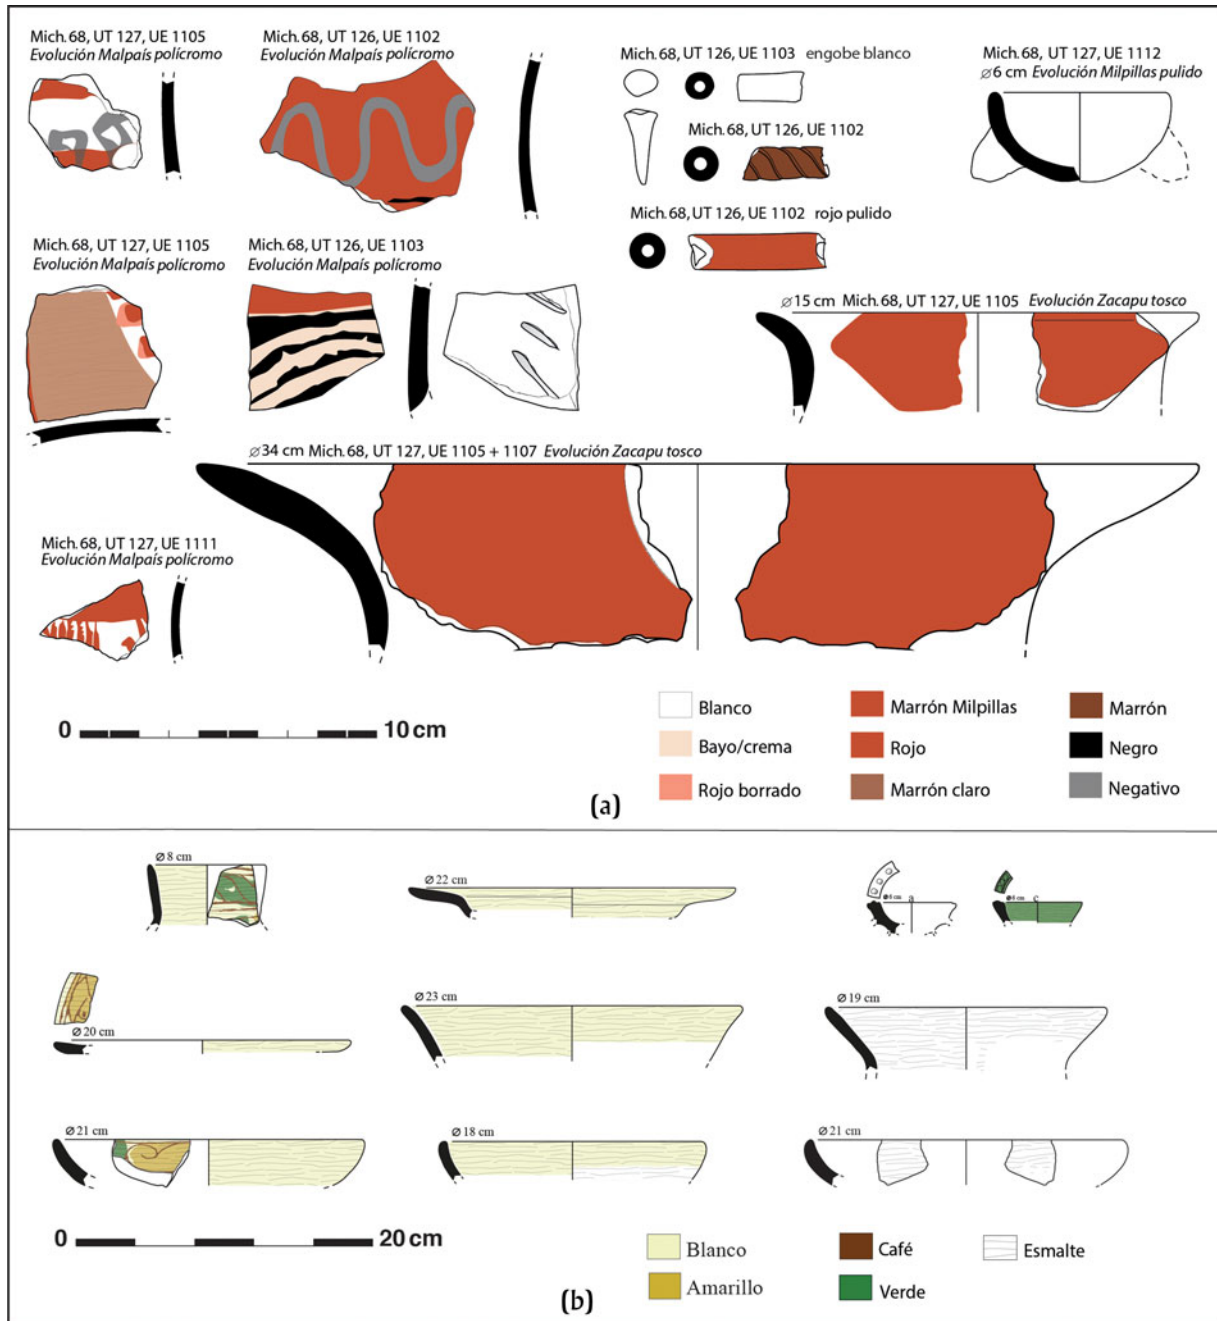 Mich. 68, UT 127, UE 1105
Evolución Malpaís polícromo
Mich. 68, UT 126, UE 1102
Evolución Malpaís polícromo
Mich. 68, UT 126, UE 1103 engobe blanco
Mich. 68, UT 127, UE 1112
⌀6 cm Evolución Milpillas pulido
Mich. 68, UT 126, UE 1102
Mich. 68, UT 126, UE 1102 rojo pulido
Mich. 68, UT 127, UE 1105
Evolución Malpaís polícromo
Mich. 68, UT 126, UE 1103
Evolución Malpaís polícromo
⌀15 cm Mich. 68, UT 127, UE 1105 Evolución Zacapu tosco
⌀34 cm Mich. 68, UT 127, UE 1105 + 1107 Evolución Zacapu tosco
Mich. 68, UT 127, UE 1111
Evolución Malpaís polícromo
0 10 cm
Blanco
Marrón Milpillas
Marrón
Bayo/crema
Rojo
Negro
Rojo borrado
Marrón claro
Negativo
(a)
⌀ 8 cm
⌀ 22 cm
⌀ 20 cm
⌀ 23 cm
⌀ 19 cm
⌀ 21 cm
⌀ 18 cm
⌀ 21 cm
0 20 cm
Blanco
Café
Esmalte
Amarillo
Verde
(b)